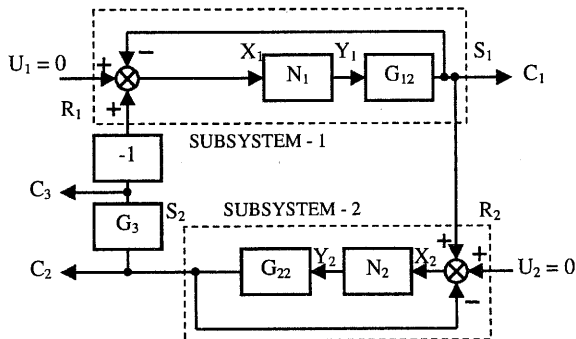 X₁ Y₁ S₁
U₁ = 0 + − N₁ G₁₂ C₁
R₁ +
SUBSYSTEM - 1
-1
C₃
G₃ S₂ SUBSYSTEM - 2 R₂
+ +
C₂ G₂₂ Y₂ N₂ X₂ U₂ = 0
−